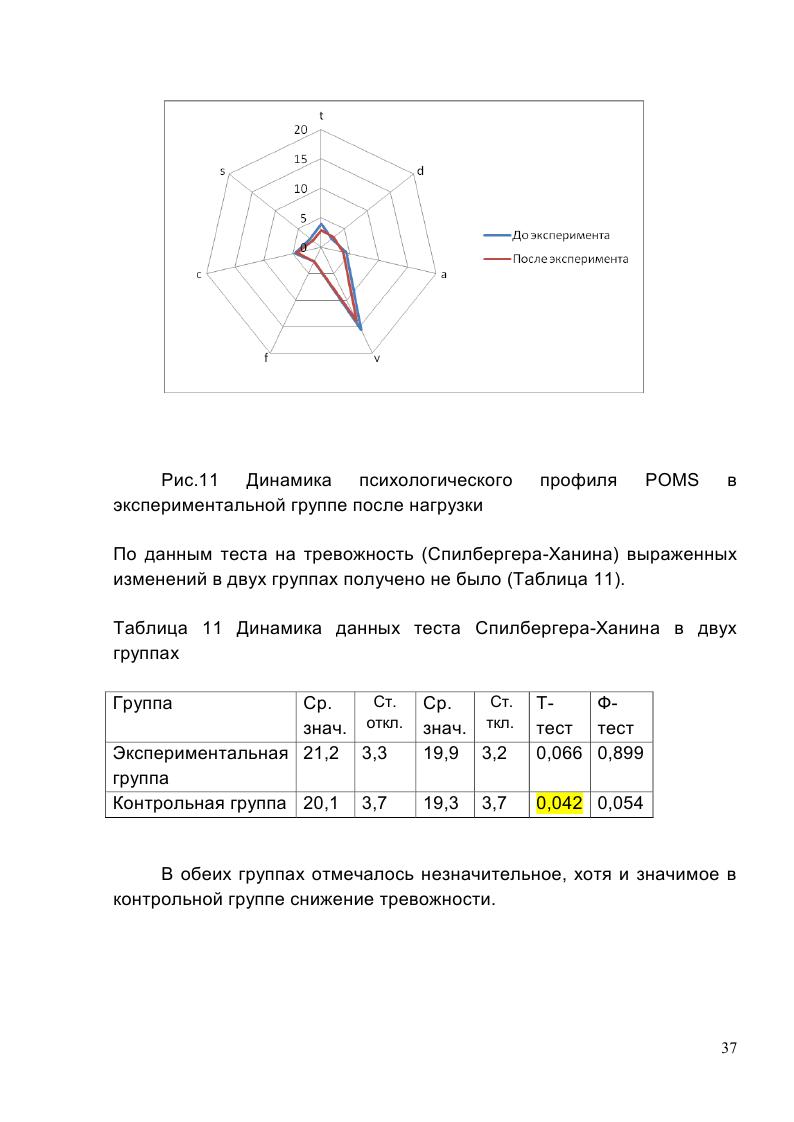 t
20
s
d
15
10
5
До эксперимента
0
После эксперимента
c
a
f
v
Рис.11 Динамика психологического профиля POMS в
экспериментальной группе после нагрузки
По данным теста на тревожность (Спилбергера-Ханина) выраженных
изменений в двух группах получено не было (Таблица 11).
Таблица 11 Динамика данных теста Спилбергера-Ханина в двух
группах
Группа Ср. Ст. Ср. Ст. Т- Ф-
знач. откл. знач. ткл. тест тест
Экспериментальная 21,2 3,3 19,9 3,2 0,066 0,899
группа
Контрольная группа 20,1 3,7 19,3 3,7 0,042 0,054
В обеих группах отмечалось незначительное, хотя и значимое в
контрольной группе снижение тревожности.
37